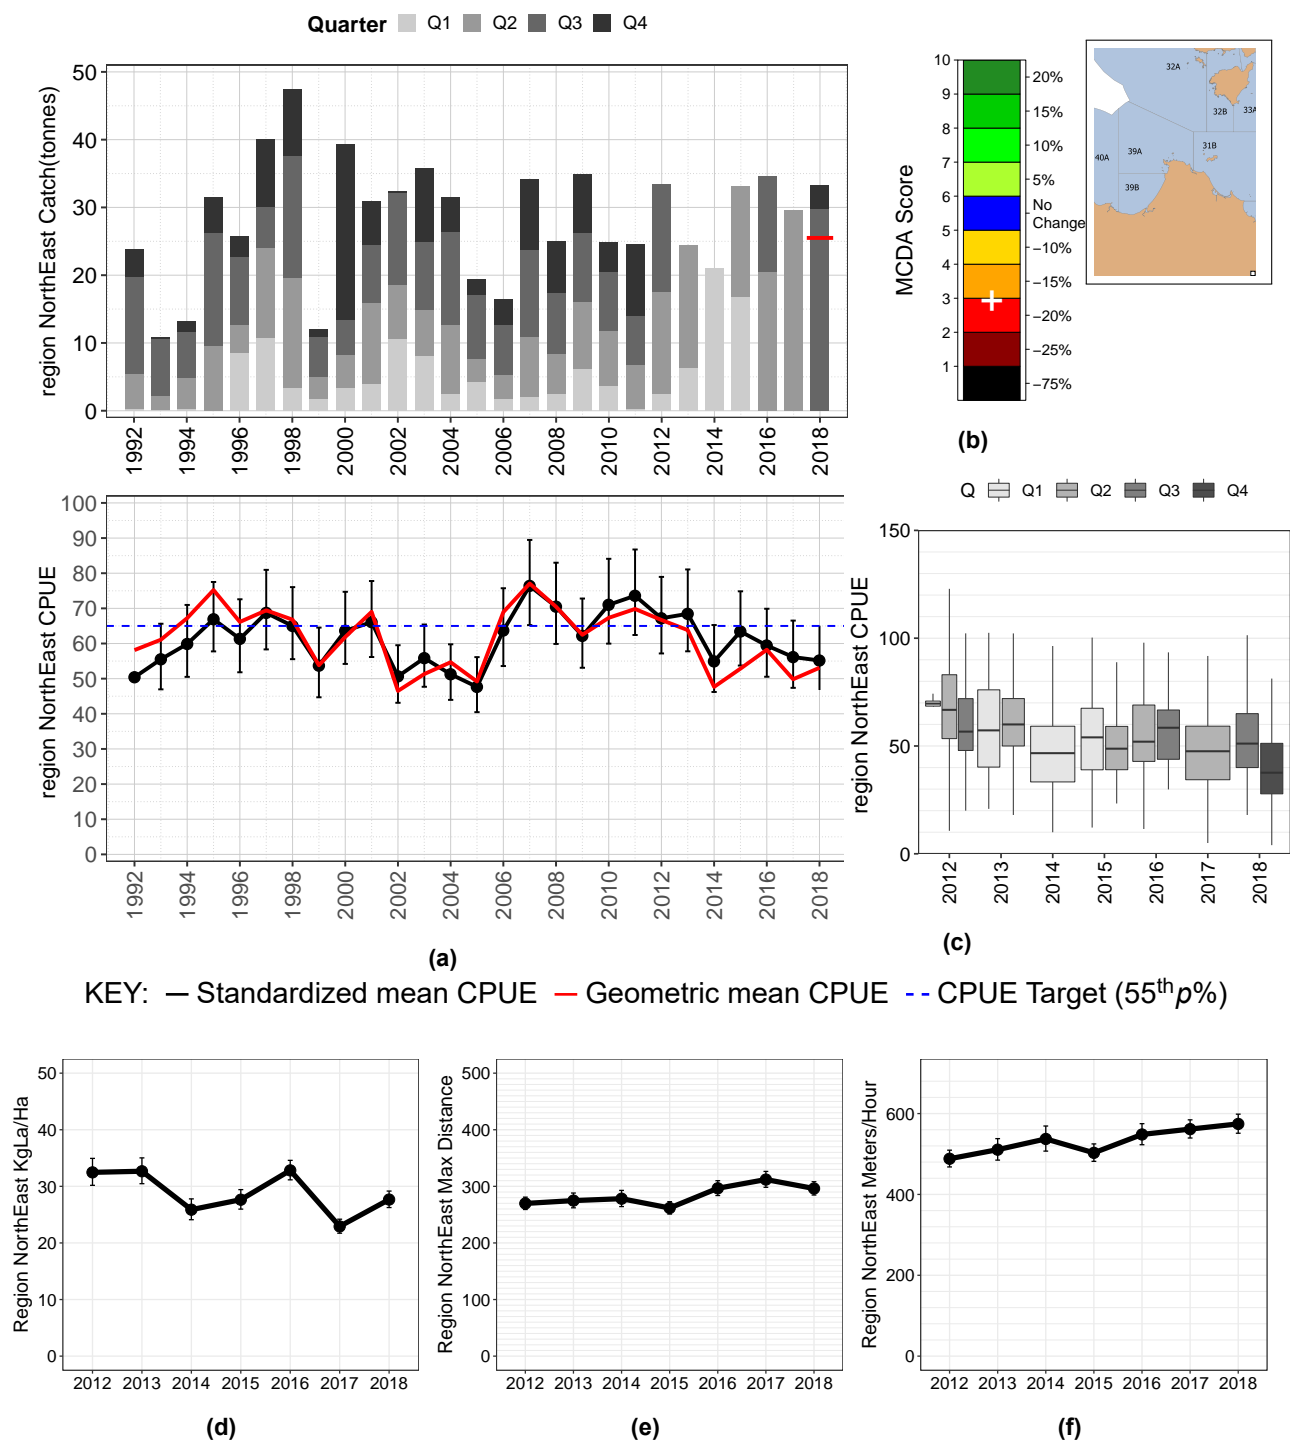 Quarter Q1 Q2 Q3 Q4
region NorthEast Catch(tonnes)
50
40
30
20
10
0
1992 1994 1996 1998 2000 2002 2004 2006 2008 2010 2012 2014 2016 2018
region NorthEast CPUE
100
90
80
70
60
50
40
30
20
10
0
1992 1994 1996 1998 2000 2002 2004 2006 2008 2010 2012 2014 2016 2018
(a)
MCDA Score
10
9
8
7
6
5
4
3
2
1
20%
15%
10%
5%
No
Change
−10%
−15%
−20%
−25%
−75%
(b)
32A
32B
33A
31B
39A
40A
39B
Q Q1 Q2 Q3 Q4
region NorthEast CPUE
150
100
50
0
2012 2013 2014 2015 2016 2017 2018
(c)
KEY: Standardized mean CPUE Geometric mean CPUE CPUE Target (55th p%)
Region NorthEast KgLa/Ha
50
40
30
20
10
0
2012 2013 2014 2015 2016 2017 2018
(d)
Region NorthEast Max Distance
500
400
300
200
100
0
2012 2013 2014 2015 2016 2017 2018
(e)
Region NorthEast Meters/Hour
600
400
200
0
2012 2013 2014 2015 2016 2017 2018
(f)